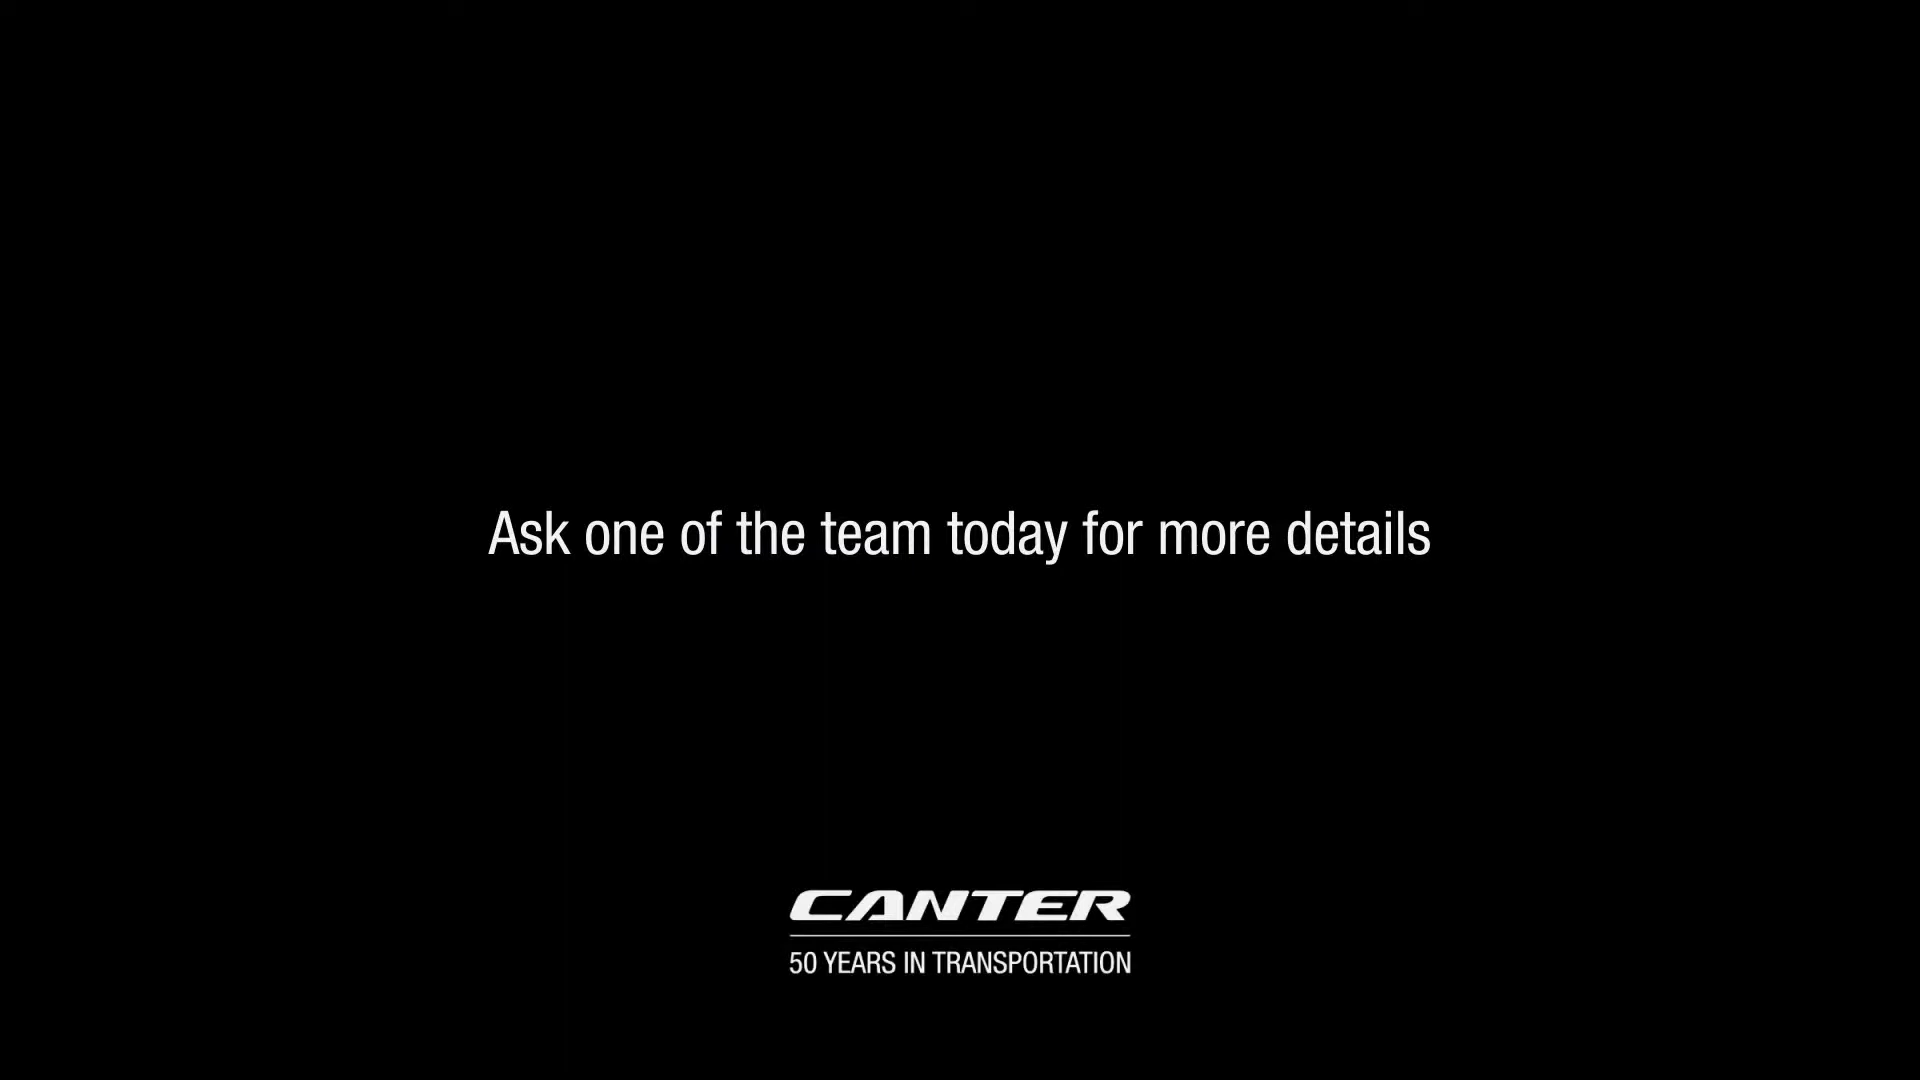 Ask one of the team today for more details
CANTER
50 YEARS IN TRANSPORTATION